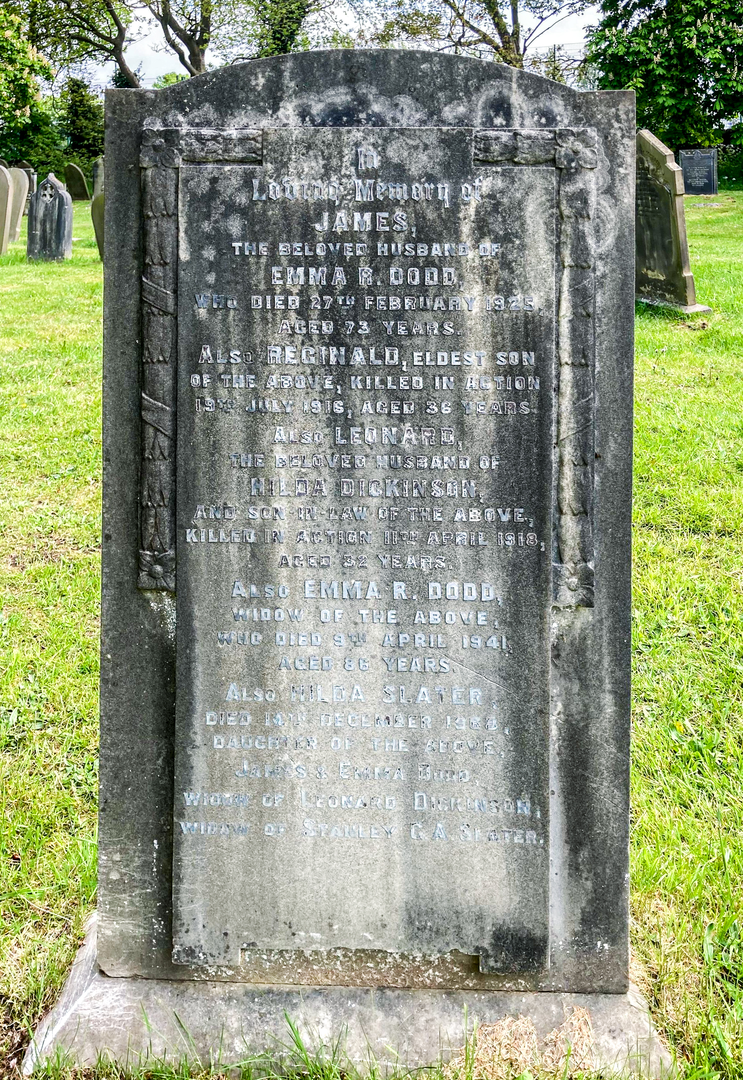 In
Loving Memory of
JAMES,
THE BELOVED HUSBAND OF
EMMA R. DODD,
WHO DIED 27TH FEBRUARY 1925,
AGED 73 YEARS.
ALSO REGINALD, ELDEST SON
OF THE ABOVE, KILLED IN ACTION
19TH JULY 1916, AGED 36 YEARS.
ALSO LEONARD,
THE BELOVED HUSBAND OF
HILDA DICKINSON,
AND SON-IN-LAW OF THE ABOVE,
KILLED IN ACTION 11TH APRIL 1918,
AGED 32 YEARS.
ALSO EMMA R. DODD,
WIDOW OF THE ABOVE,
WHO DIED 9TH APRIL 1941,
AGED 86 YEARS
ALSO HILDA SLATER
DIED 14TH DECEMBER
DAUGHTER OF THE ABOVE
JAMES & EMMA DODD,
WIDOW OF LEONARD DICKINSON,
WIDOW OF STANLEY G. A. SLATER.